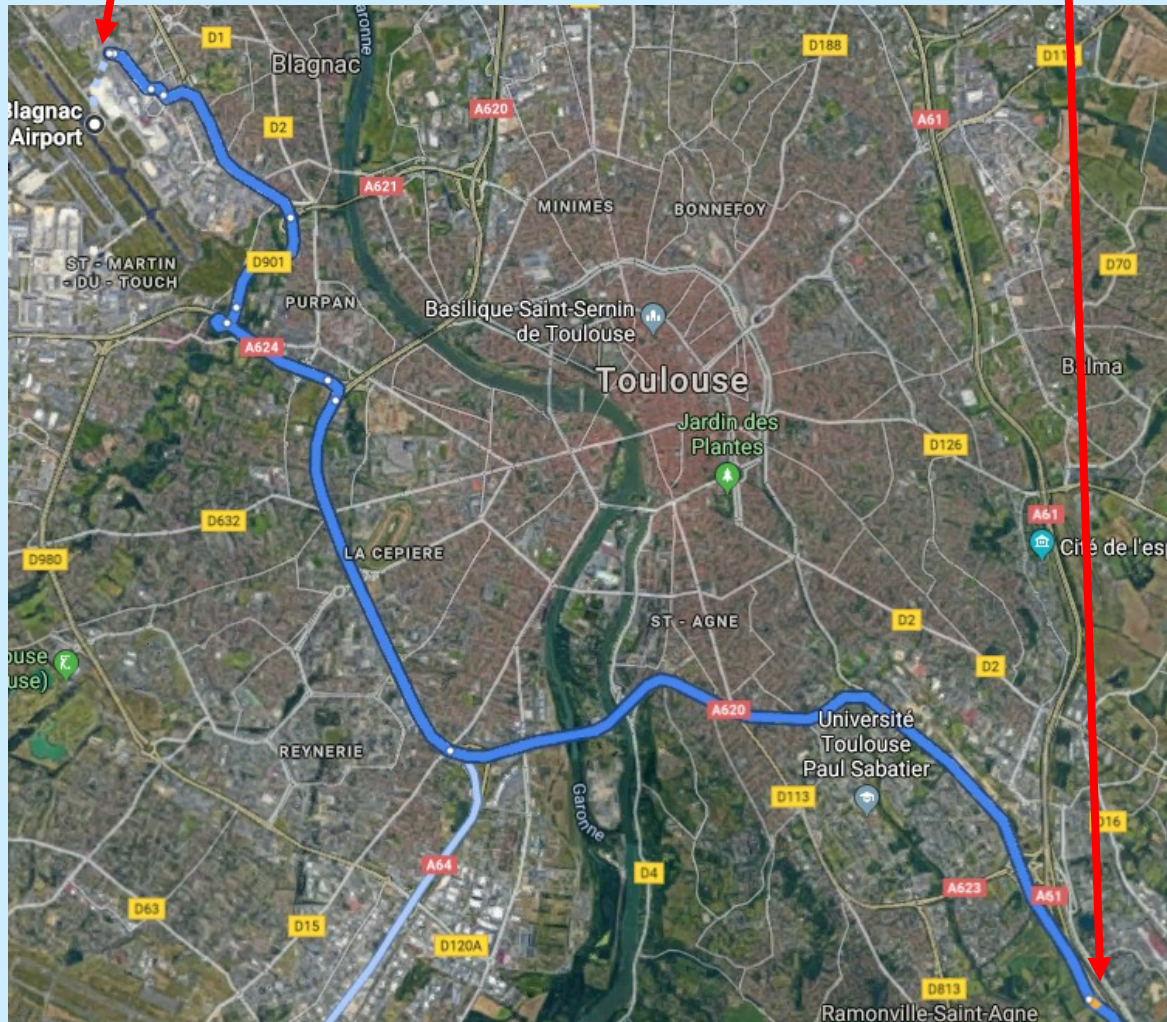 Garonne
D1
Blagnac
D188
A620
A61
Blagnac
Airport
D2
A621
MINIMES
BONNEFOY
ST - MARTIN
- DU - TOUCH
D901
D70
PURPAN
Basilique Saint-Sernin
de Toulouse
A624
Toulouse
Balma
Jardin des
Plantes
D126
D632
A61
LA CEPIERE
Cité de l'esp
D980
ST - AGNE
D2
D2
ouse
use)
A620
Université
Toulouse
Paul Sabatier
REYNERIE
Garonne
D113
D16
A64
D4
A623
A61
D63
D15
D120A
D813
Ramonville-Saint-Agne